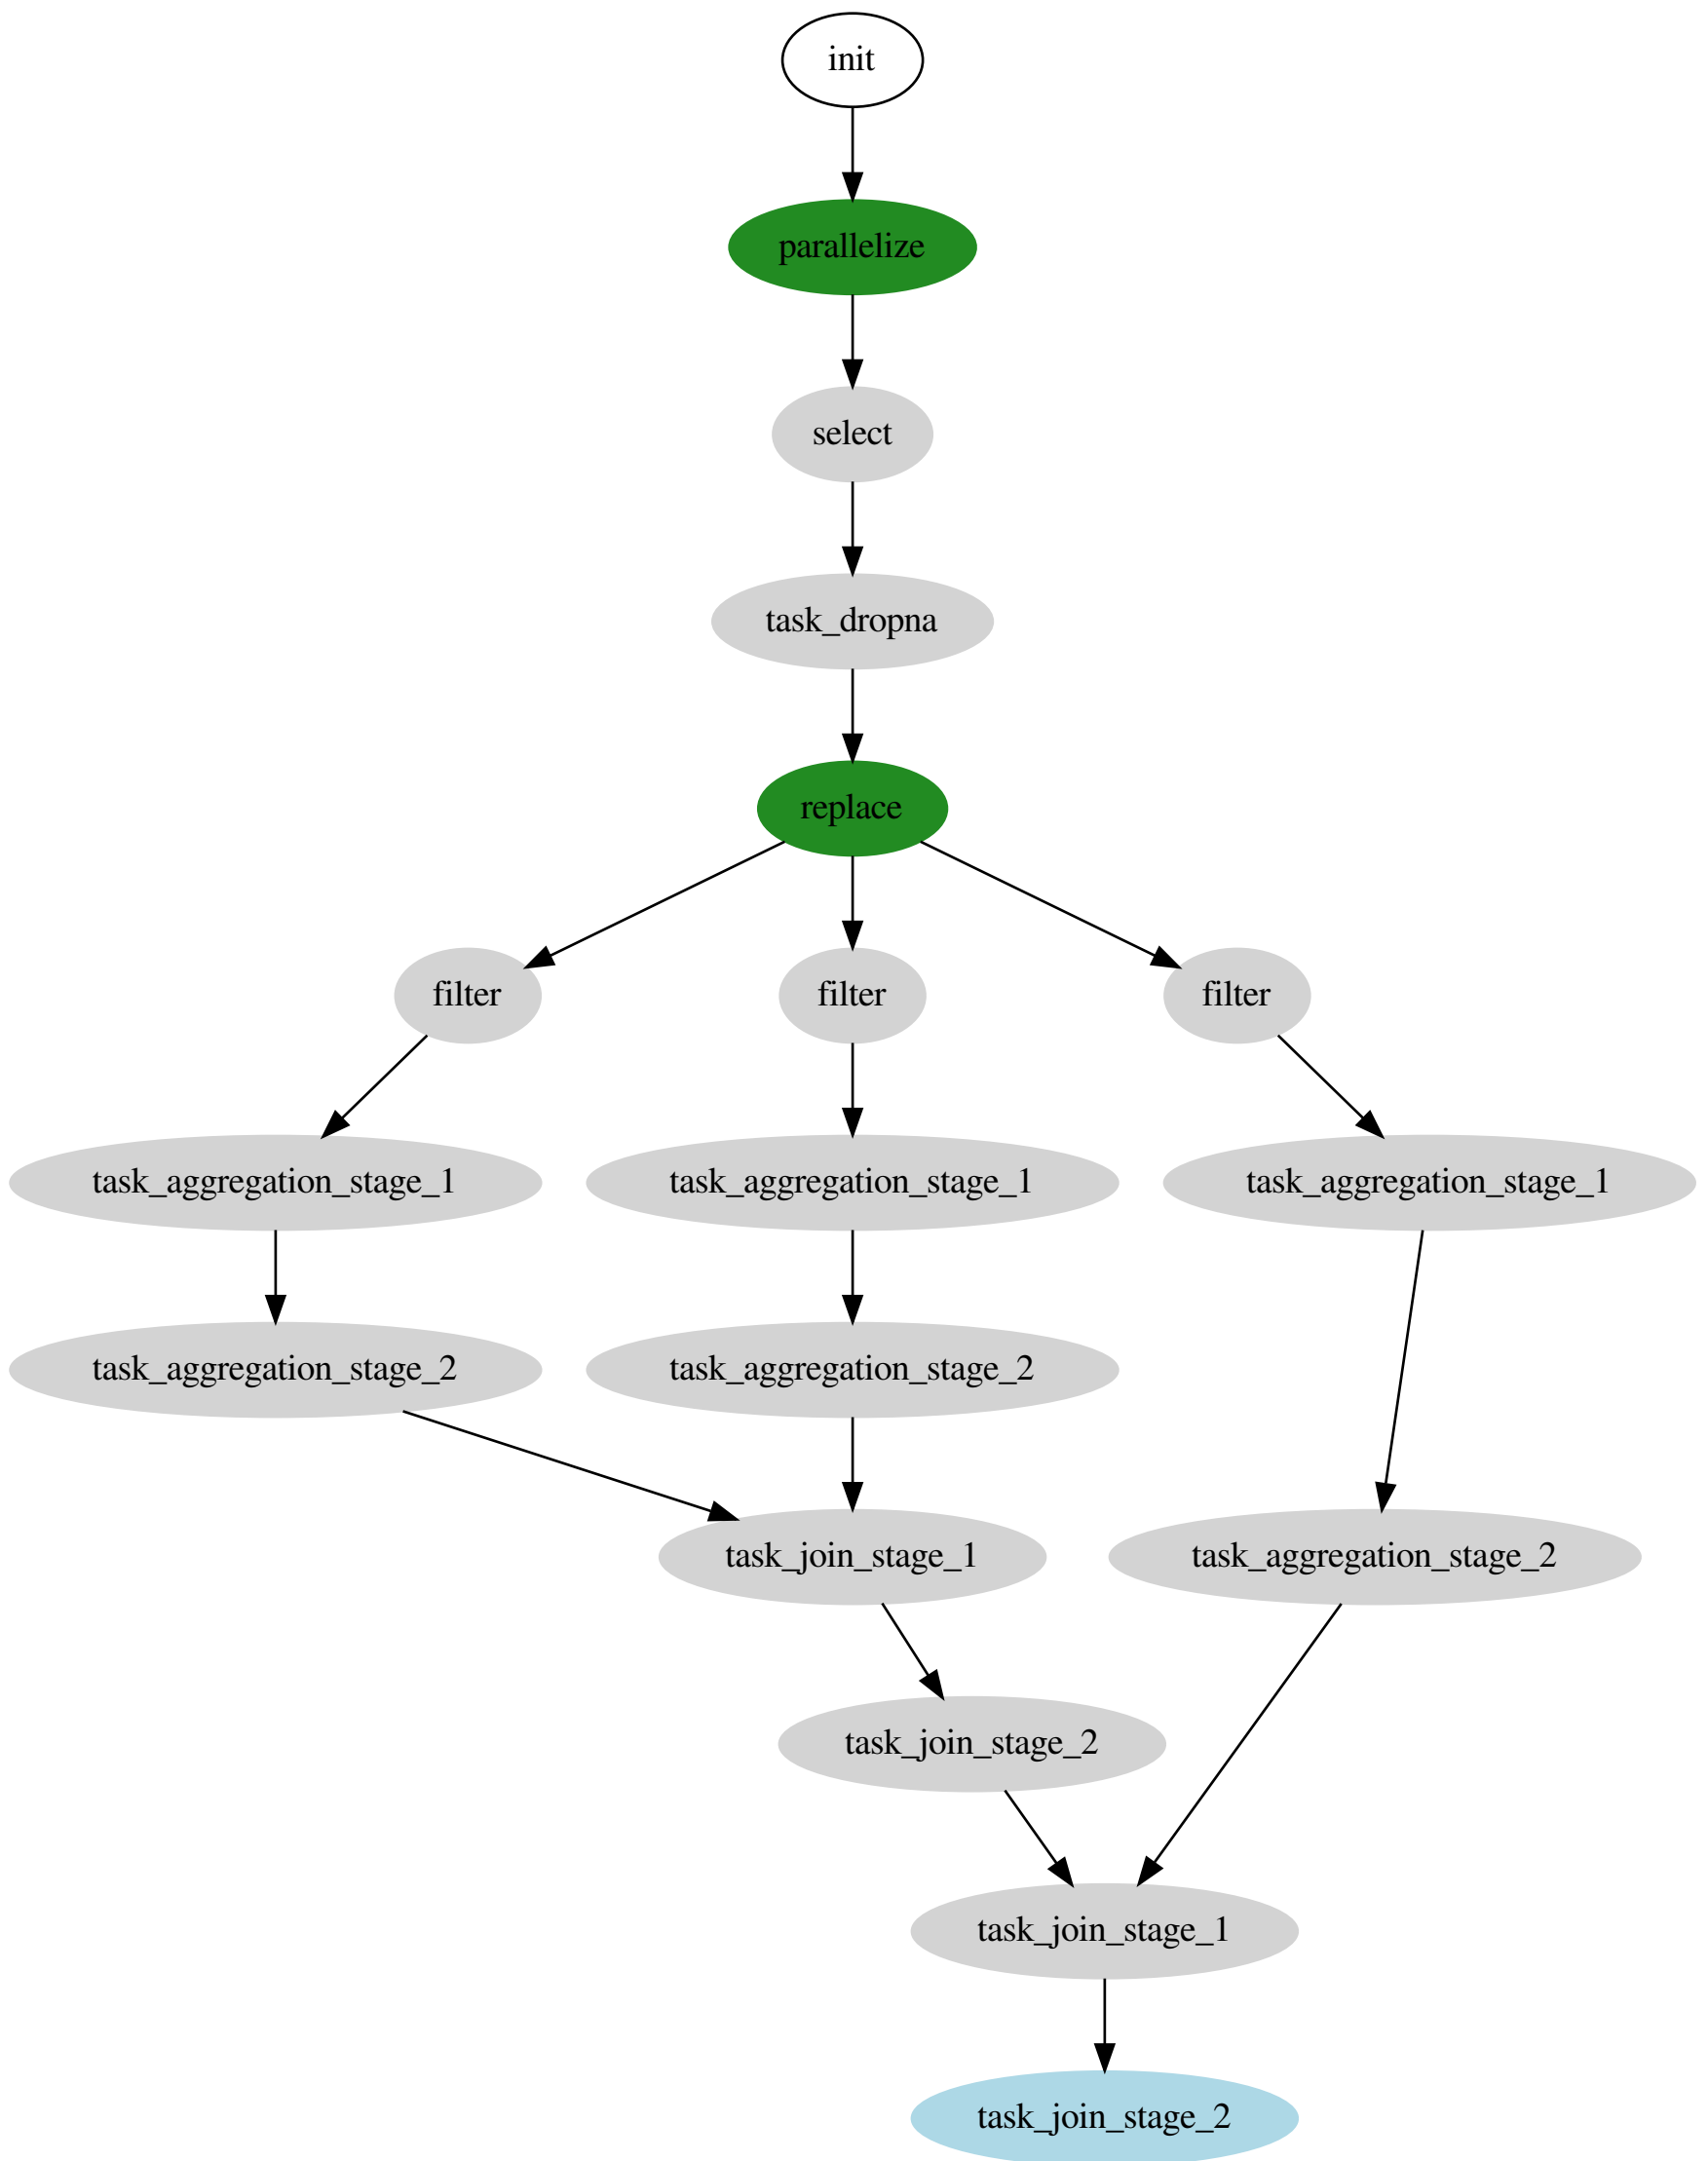 init
parallelize
select
task_dropna
replace
filter
filter
filter
task_aggregation_stage_1
task_aggregation_stage_1
task_aggregation_stage_1
task_aggregation_stage_2
task_aggregation_stage_2
task_join_stage_1
task_aggregation_stage_2
task_join_stage_2
task_join_stage_1
task_join_stage_2